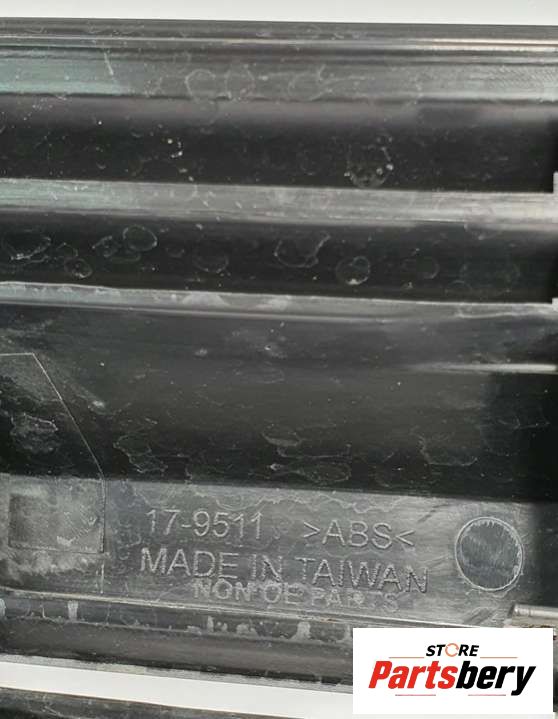 17-9511 >ABS<
MADE IN TAIWAN
NON OE PARTS
STORE
Partsbery